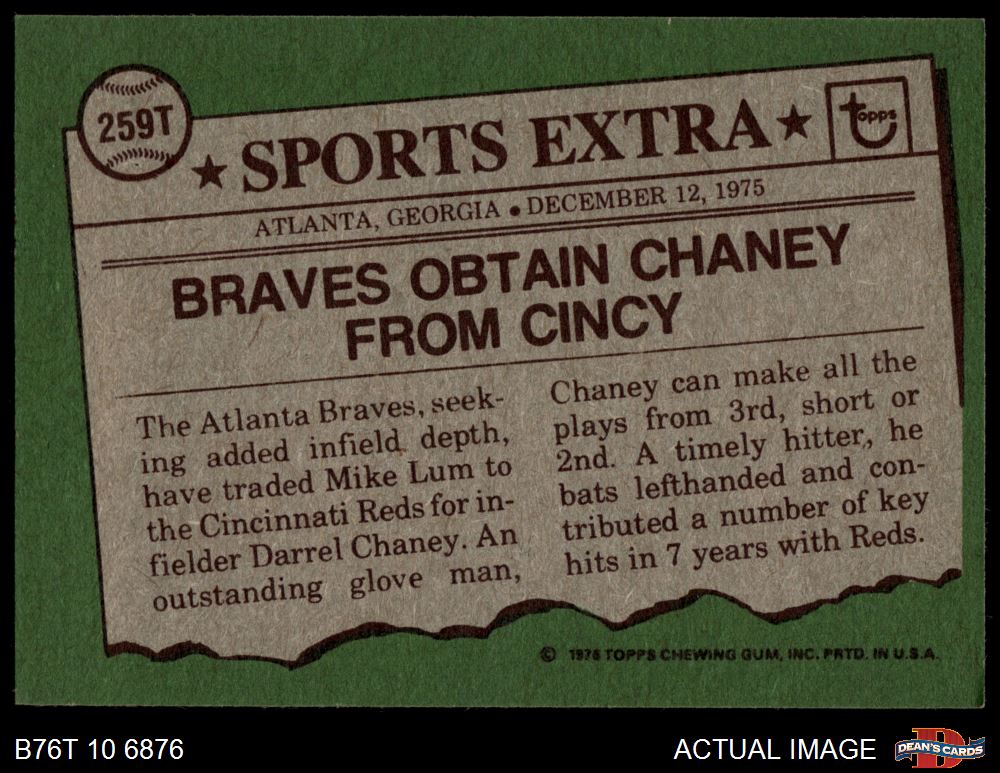 259T
★ SPORTS EXTRA ★
topps
ATLANTA, GEORGIA • DECEMBER 12, 1975
BRAVES OBTAIN CHANEY
FROM CINCY
The Atlanta Braves, seek-
ing added infield depth,
have traded Mike Lum to
the Cincinnati Reds for in-
fielder Darrel Chaney. An
outstanding glove man,
Chaney can make all the
plays from 3rd, short or
2nd. A timely hitter, he
bats lefthanded and con-
tributed a number of key
hits in 7 years with Reds.
© 1976 TOPPS CHEWING GUM, INC. PRTD. IN U.S.A.
B76T 10 6876
ACTUAL IMAGE
DEAN'S CARDS